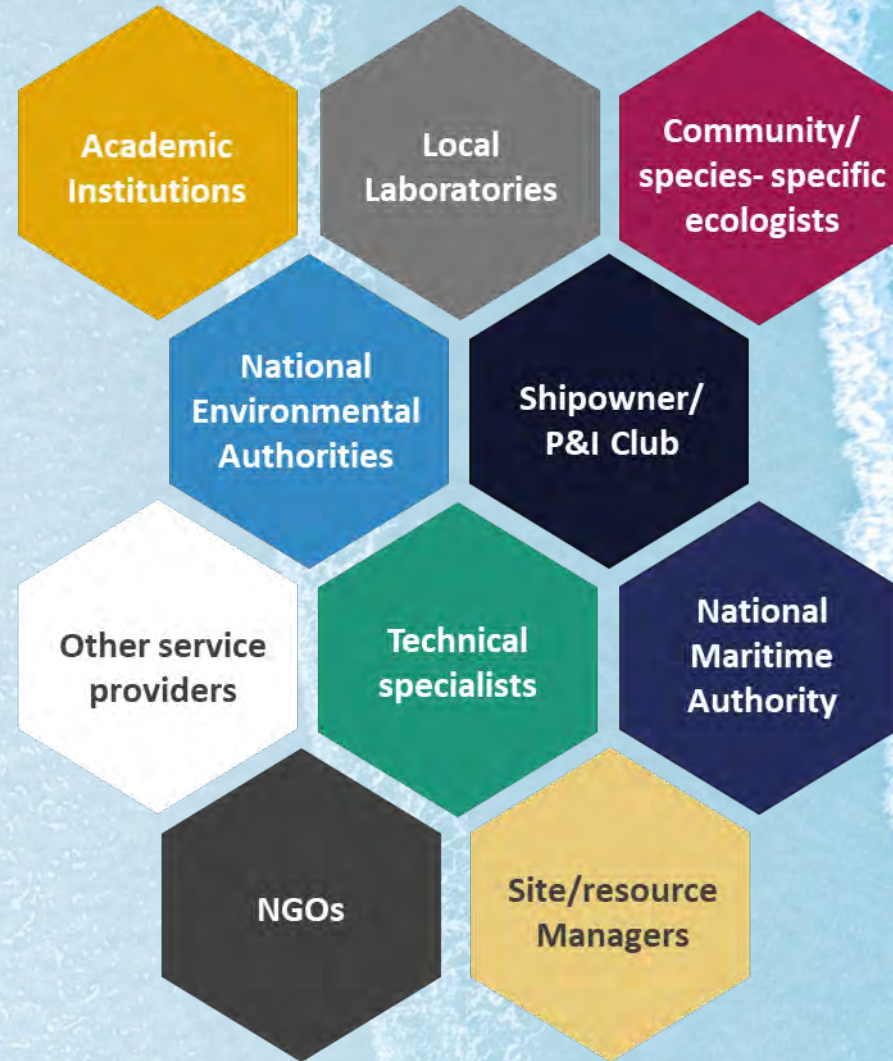 Academic
Institutions
Local
Laboratories
Community/
species- specific
ecologists
National
Environmental
Authorities
Shipowner/
P&I Club
Other service
providers
Technical
specialists
National
Maritime
Authority
NGOs
Site/resource
Managers